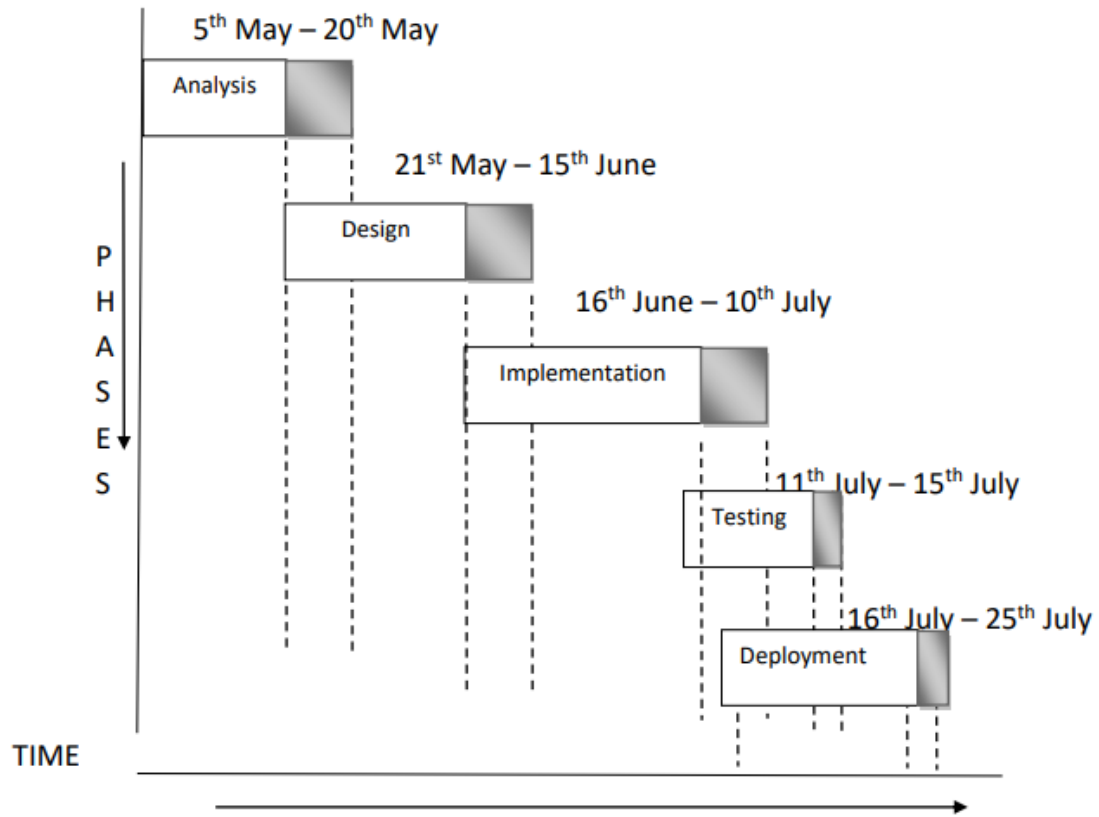 5th May – 20th May
Analysis
21st May – 15th June
Design
16th June – 10th July
Implementation
11th July – 15th July
Testing
16th July – 25th July
Deployment
P
H
A
S
E
S
TIME